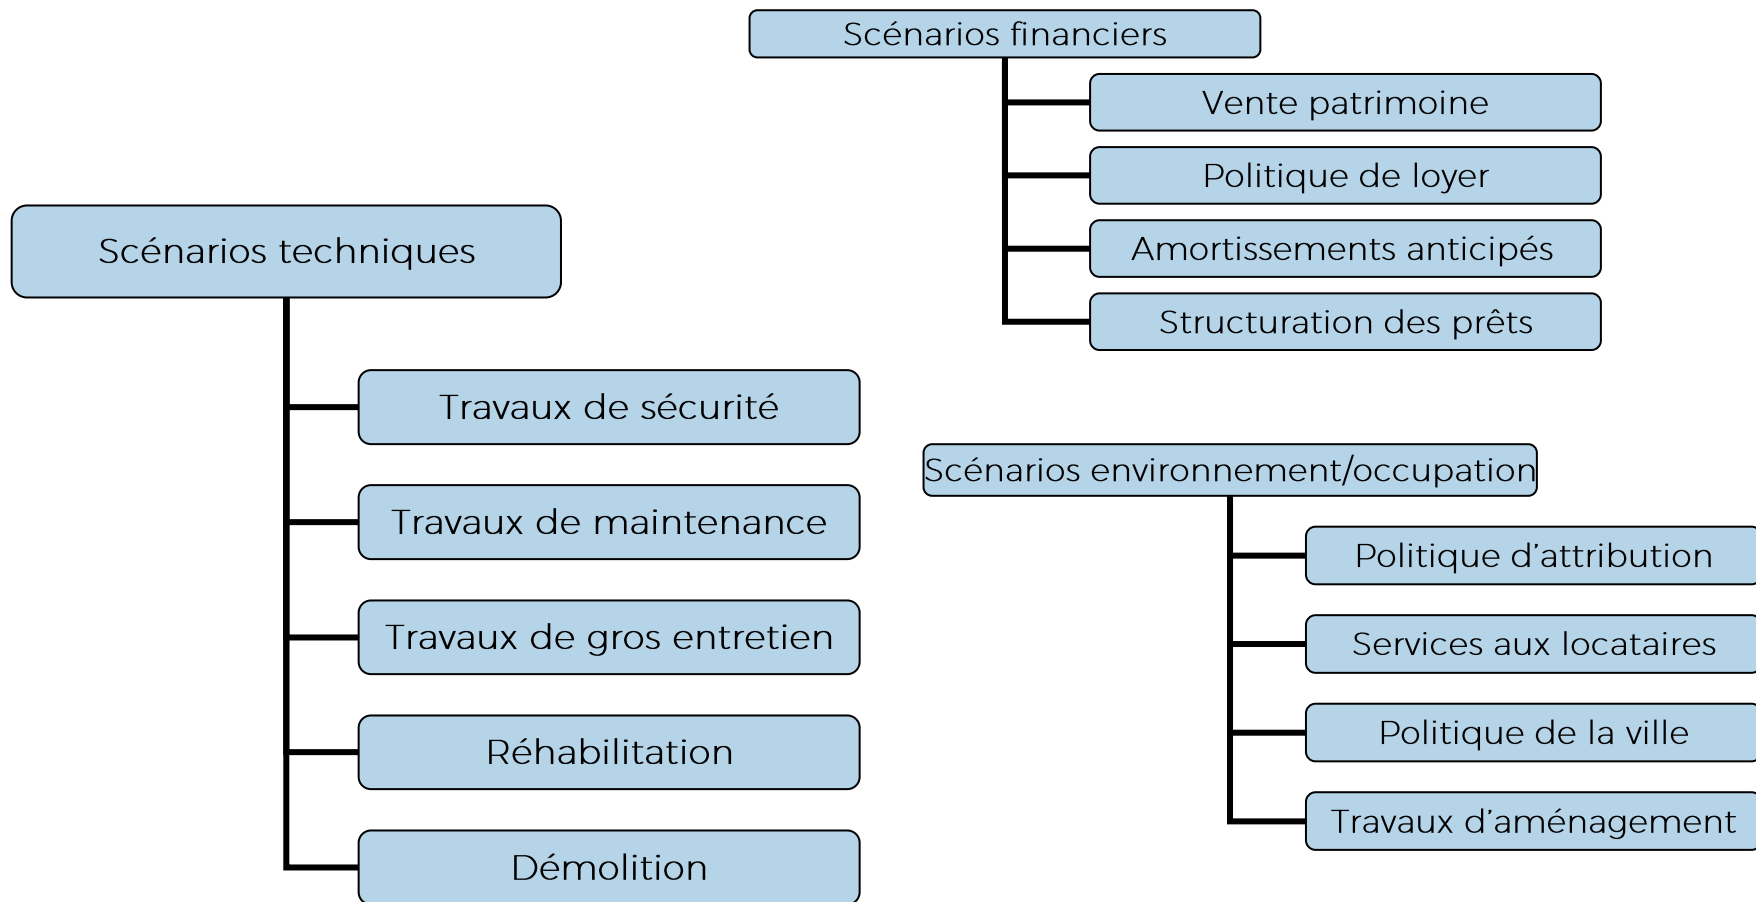 Scénarios financiers
Vente patrimoine
Politique de loyer
Amortissements anticipés
Structuration des prêts
Scénarios techniques
Travaux de sécurité
Travaux de maintenance
Travaux de gros entretien
Réhabilitation
Démolition
Scénarios environnement/occupation
Politique d’attribution
Services aux locataires
Politique de la ville
Travaux d’aménagement